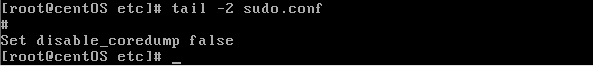 [root@centOS etc]# tail -2 sudo.conf
#
Set disable_coredump false
[root@centOS etc]# _